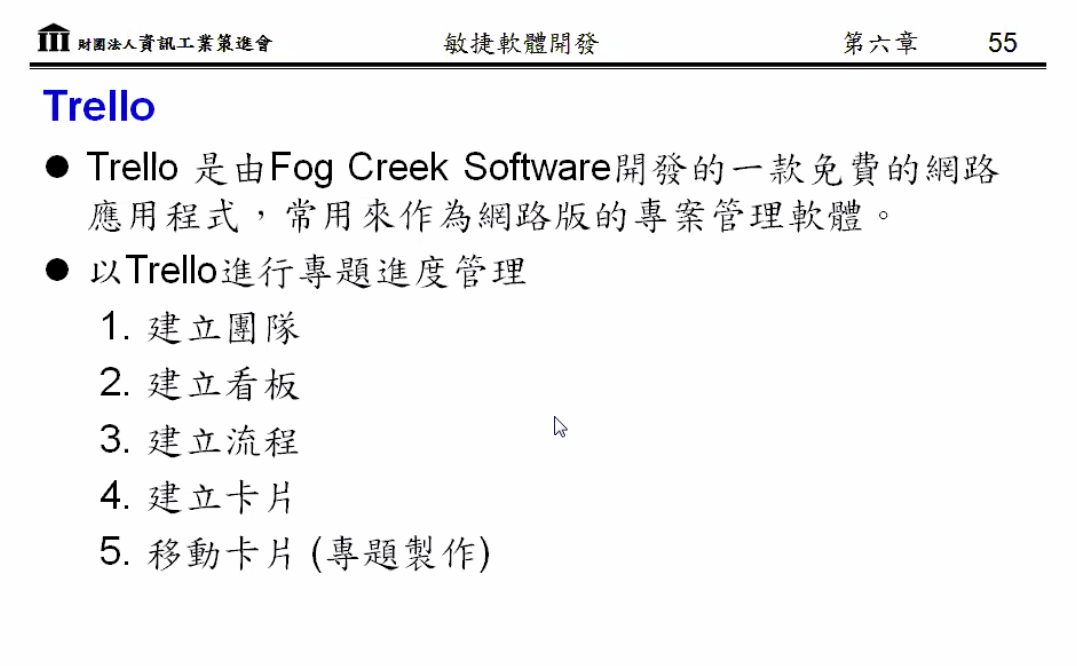 財團法人資訊工業策進會 敏捷軟體開發 第六章 55
Trello
● Trello 是由Fog Creek Software開發的一款免費的網路
應用程式，常用來作為網路版的專案管理軟體。
● 以Trello進行專題進度管理
1. 建立團隊
2. 建立看板
3. 建立流程
4. 建立卡片
5. 移動卡片 (專題製作)